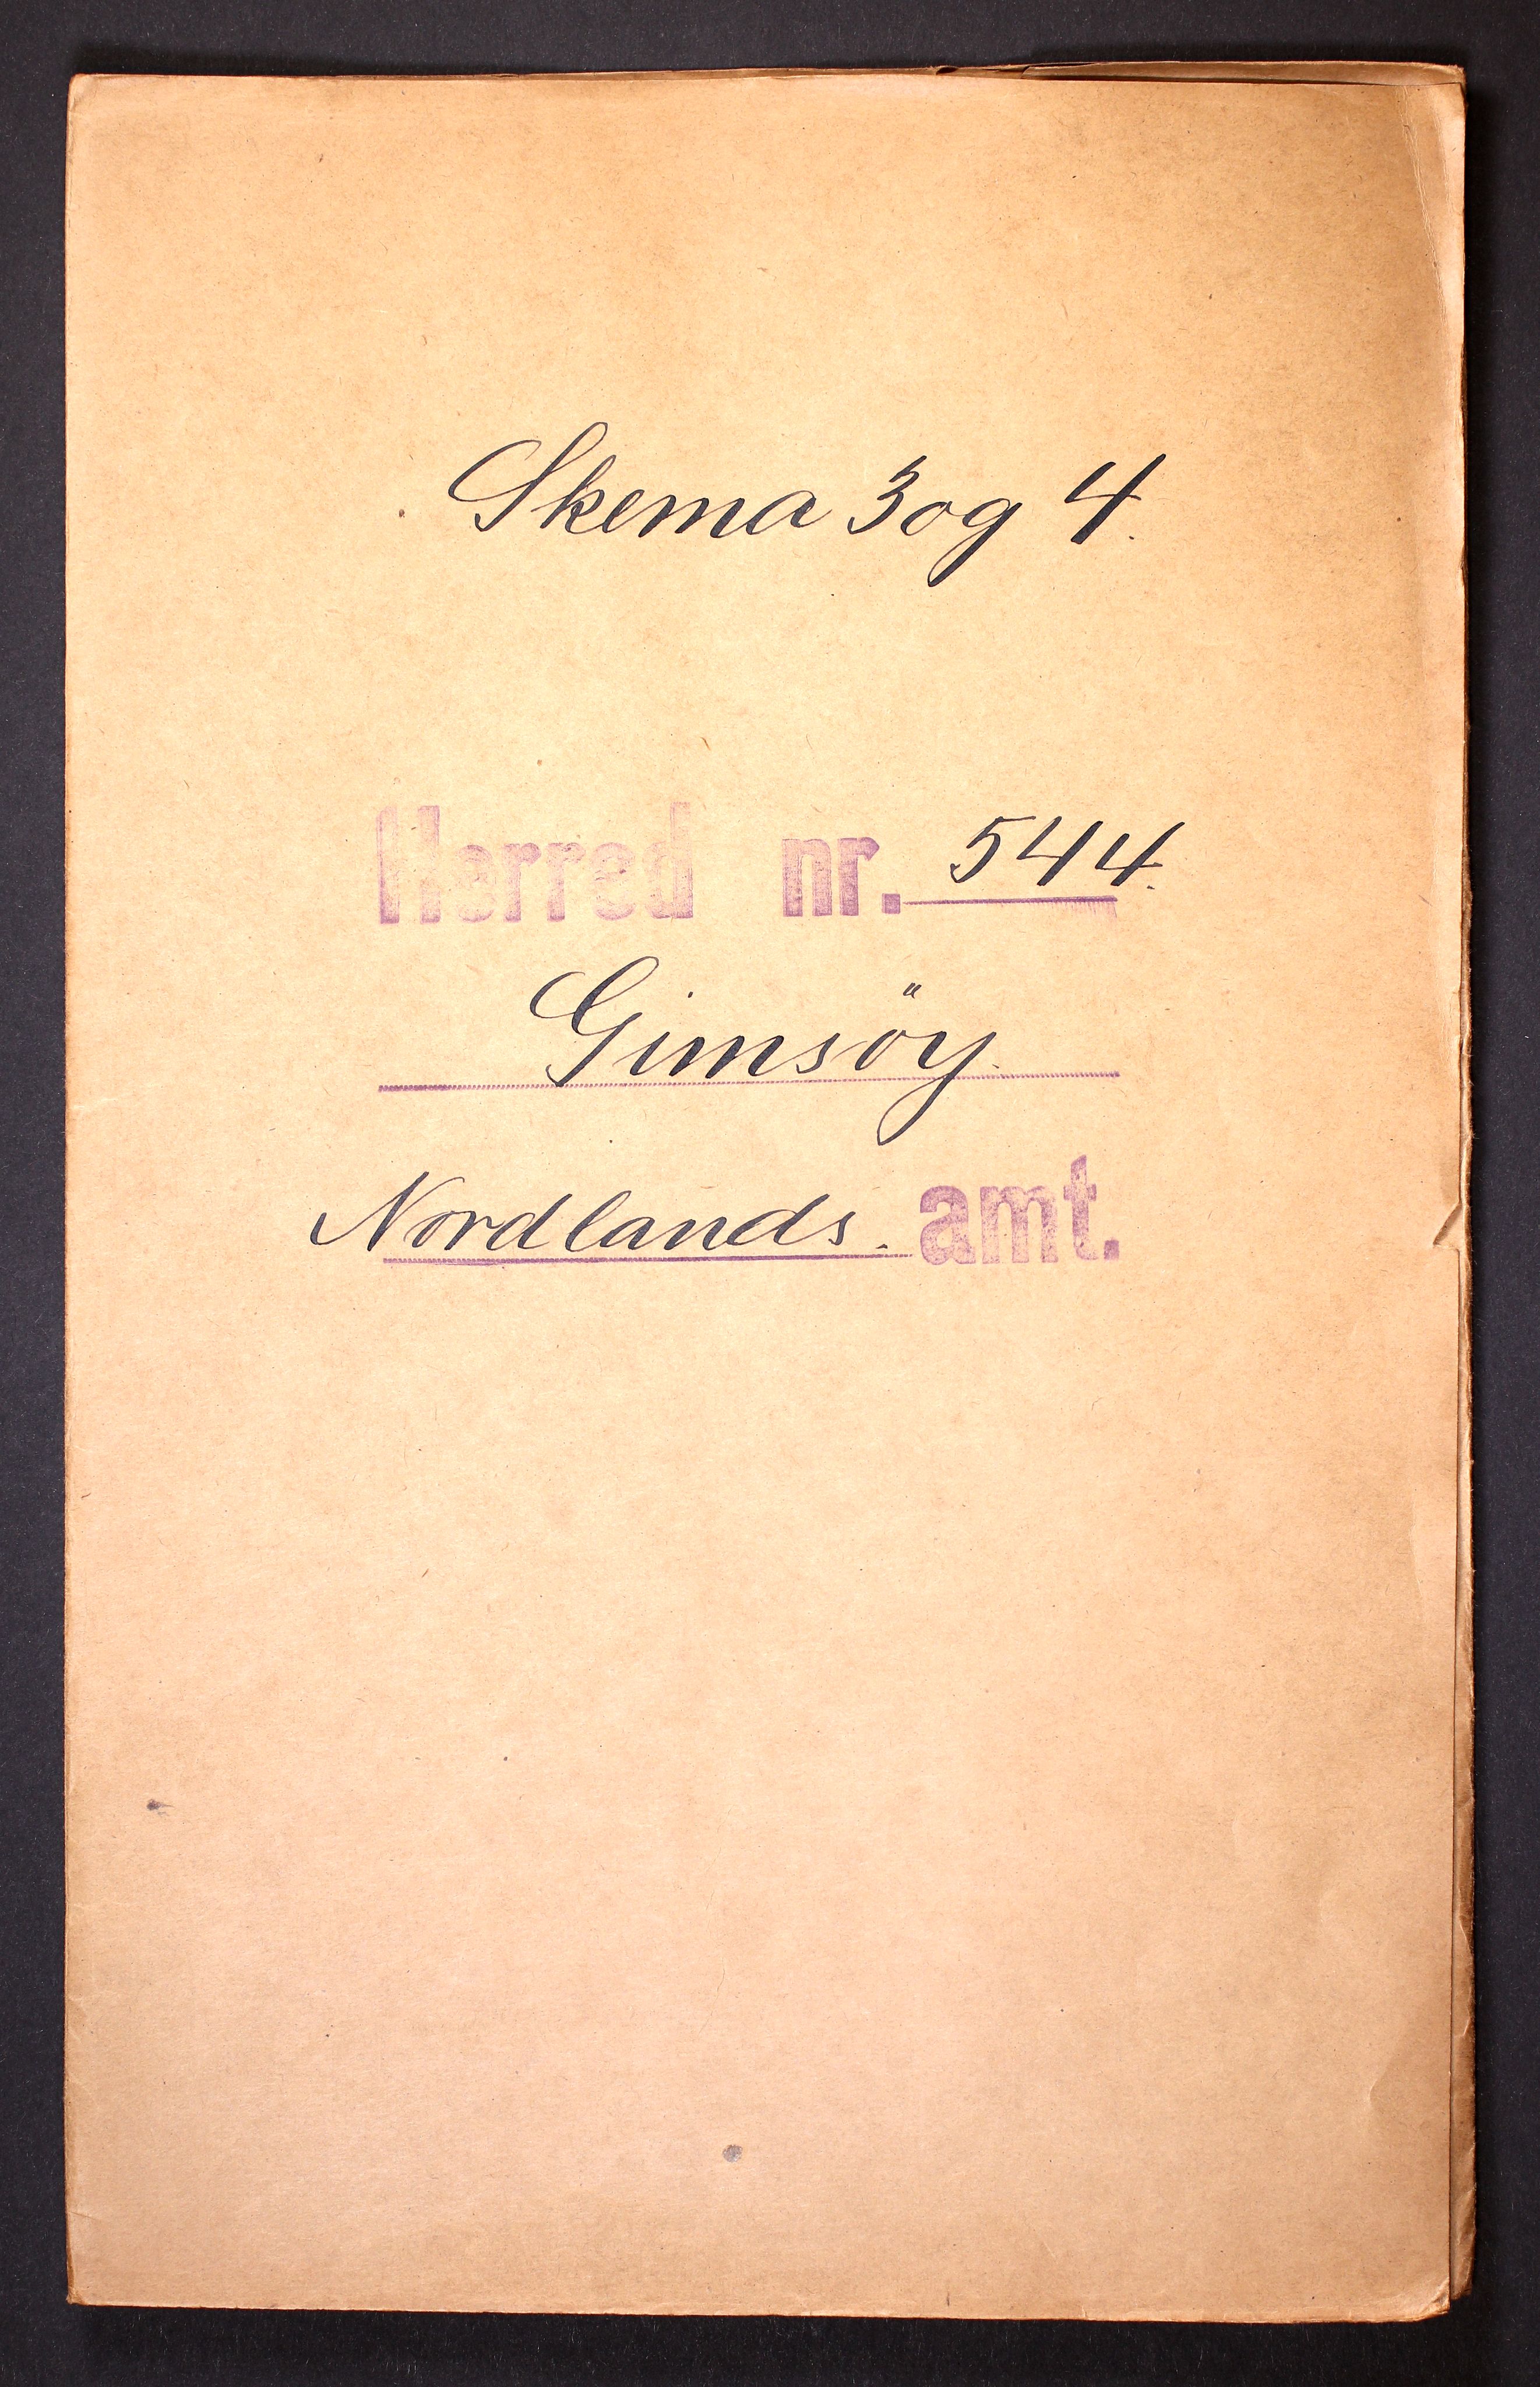 Skema 3 og 4.
Herred nr. 544.
Gimsöy.
Nordlands. amt.